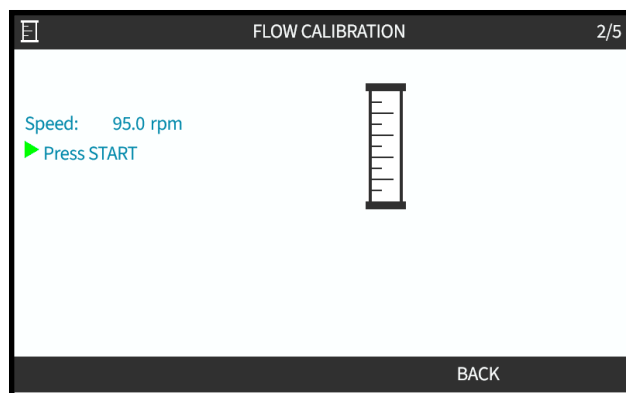 FLOW CALIBRATION 2/5
Speed: 95.0 rpm
Press START
BACK